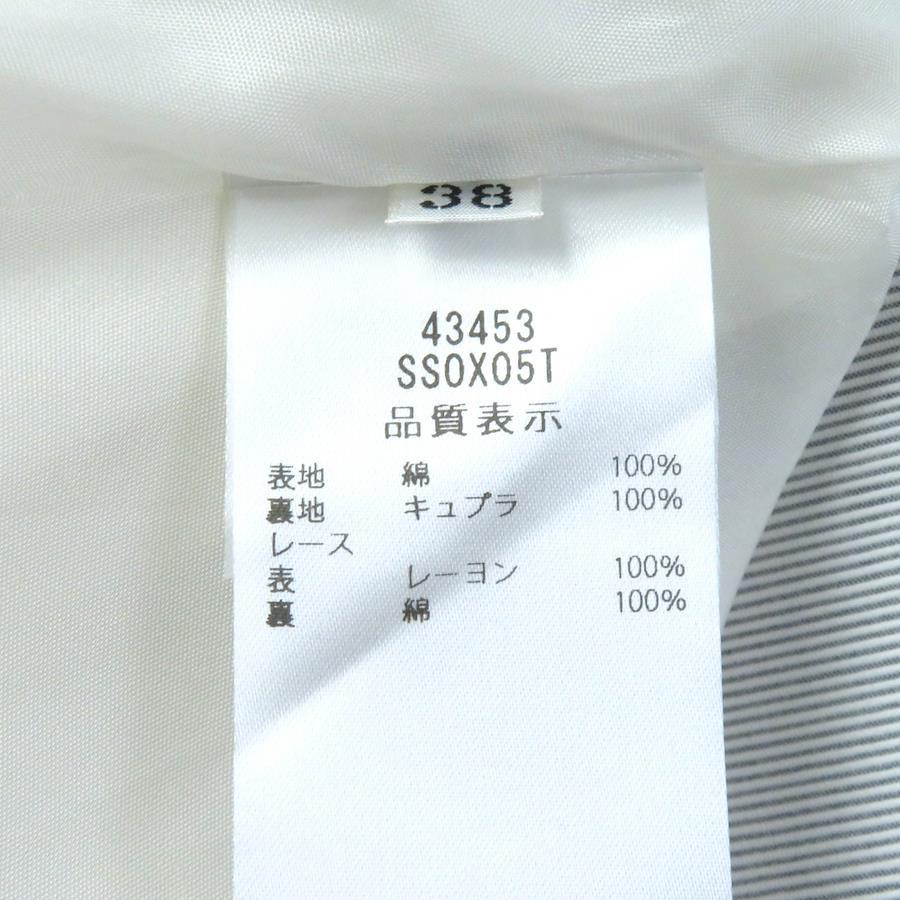 38
43453
SS0X05T
品質表示
表地 綿 100%
裏地 キュプラ 100%
レース
表 レーヨン 100%
裏 綿 100%